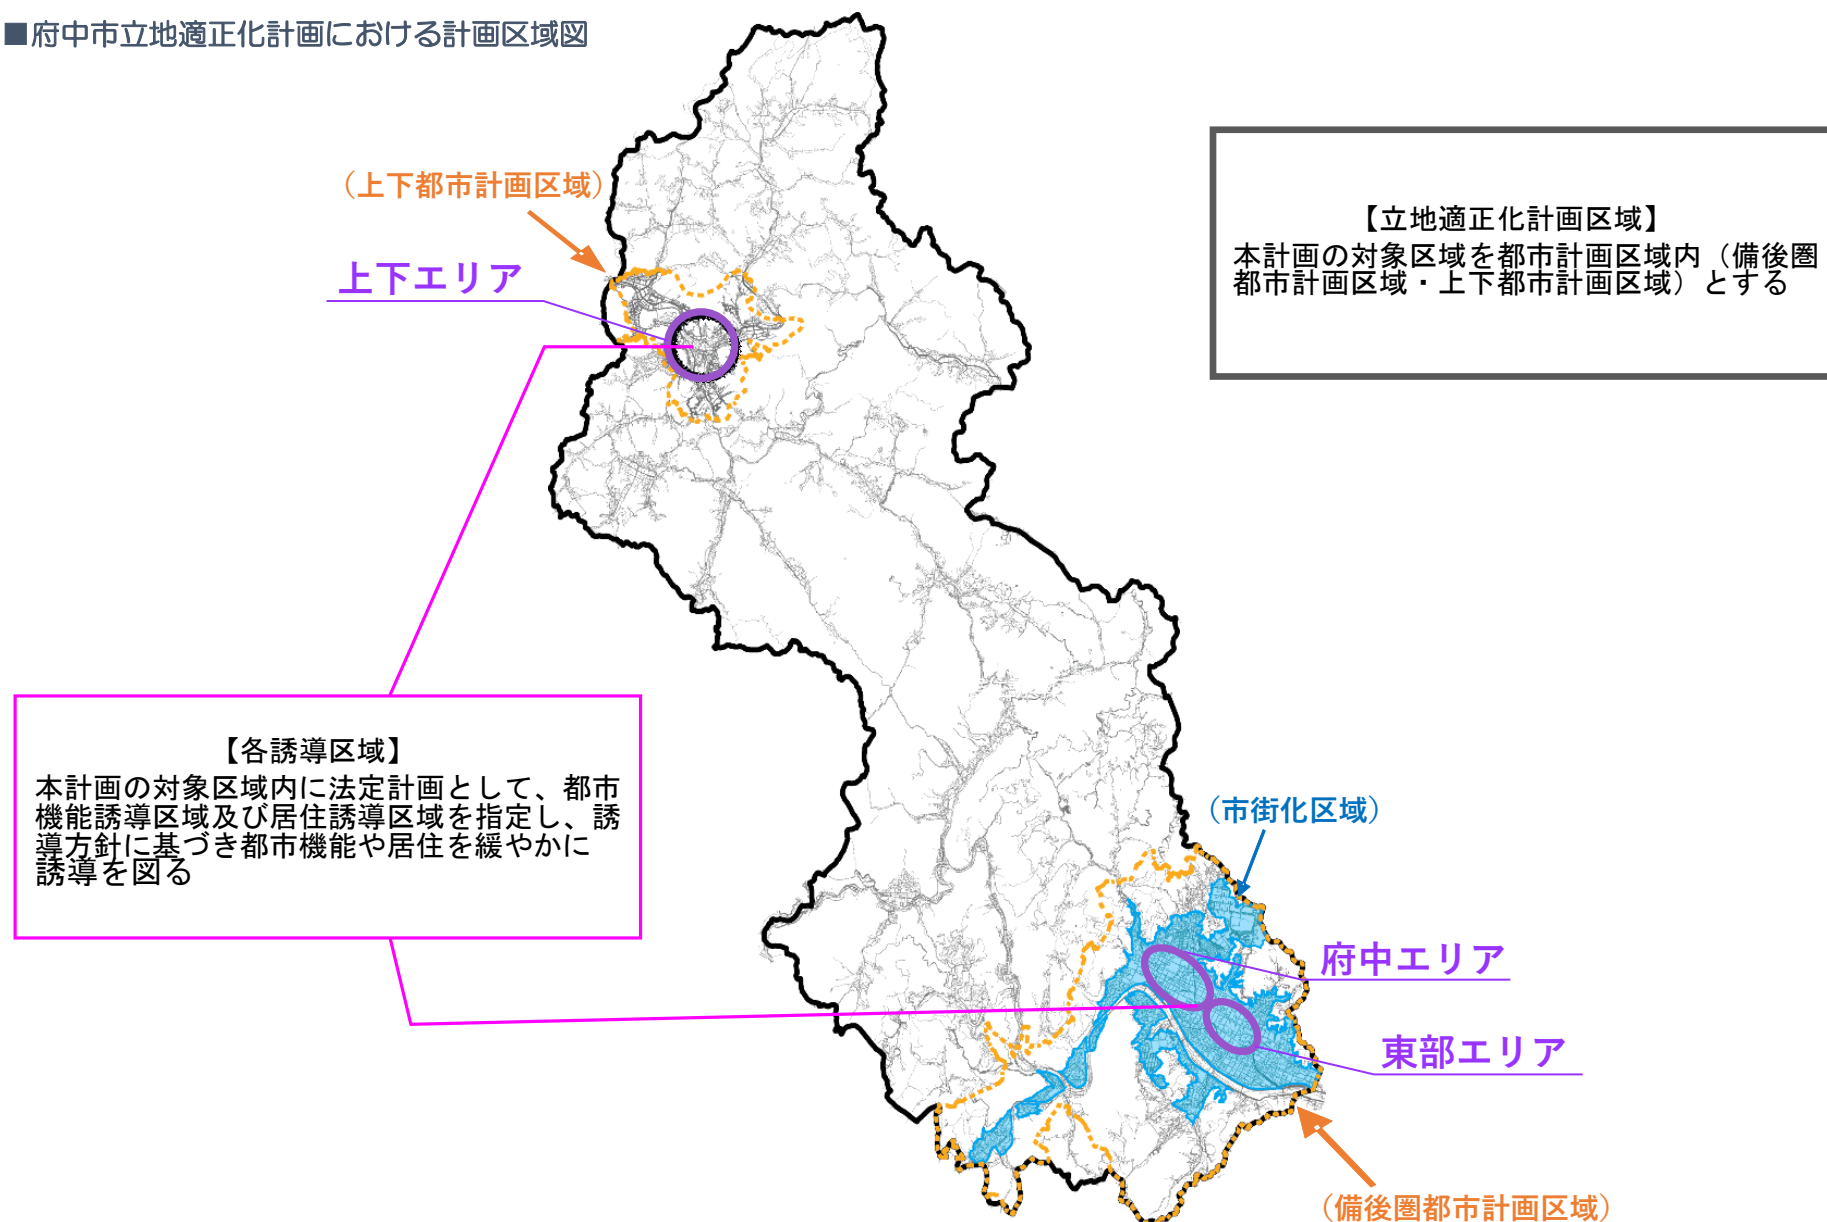 ■府中市立地適正化計画における計画区域図
（上下都市計画区域）
上下エリア
【立地適正化計画区域】
本計画の対象区域を都市計画区域内（備後圏
都市計画区域・上下都市計画区域）とする
【各誘導区域】
本計画の対象区域内に法定計画として、都市
機能誘導区域及び居住誘導区域を指定し、誘
導方針に基づき都市機能や居住を緩やかに
誘導を図る
（市街化区域）
府中エリア
東部エリア
（備後圏都市計画区域）